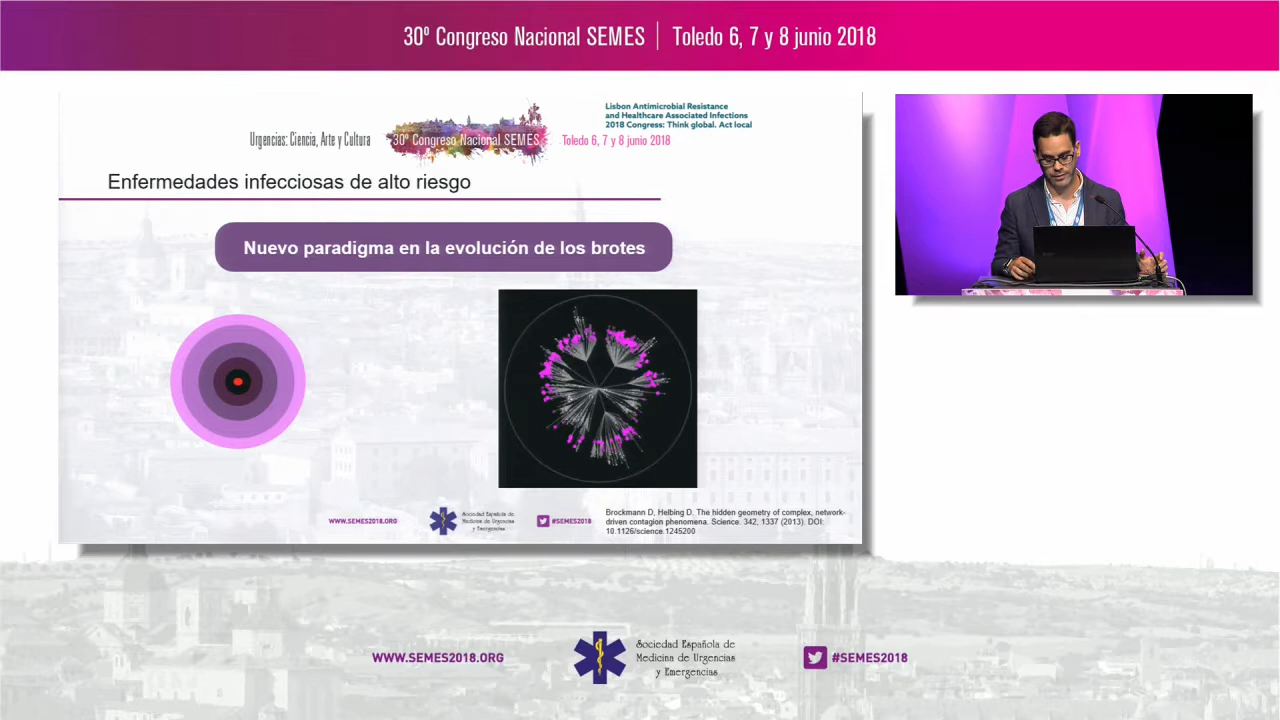 30º Congreso Nacional SEMES | Toledo 6, 7 y 8 junio 2018
Lisbon Antimicrobial Resistance
and Healthcare Associated Infections
2018 Congress: Think global. Act local
Urgencias: Ciencia, Arte y Cultura
30º Congreso Nacional SEMES
Toledo 6, 7 y 8 junio 2018
Enfermedades infecciosas de alto riesgo
Nuevo paradigma en la evolución de los brotes
WWW.SEMES2018.ORG
Sociedad Española de
Medicina de Urgencias
y Emergencias
#SEMES2018
Brockmann D, Helbing D. The hidden geometry of complex, network-
driven contagion phenomena. Science. 342, 1337 (2013). DOI:
10.1126/science.1245200
WWW.SEMES2018.ORG
Sociedad Española de
Medicina de Urgencias
y Emergencias
#SEMES2018